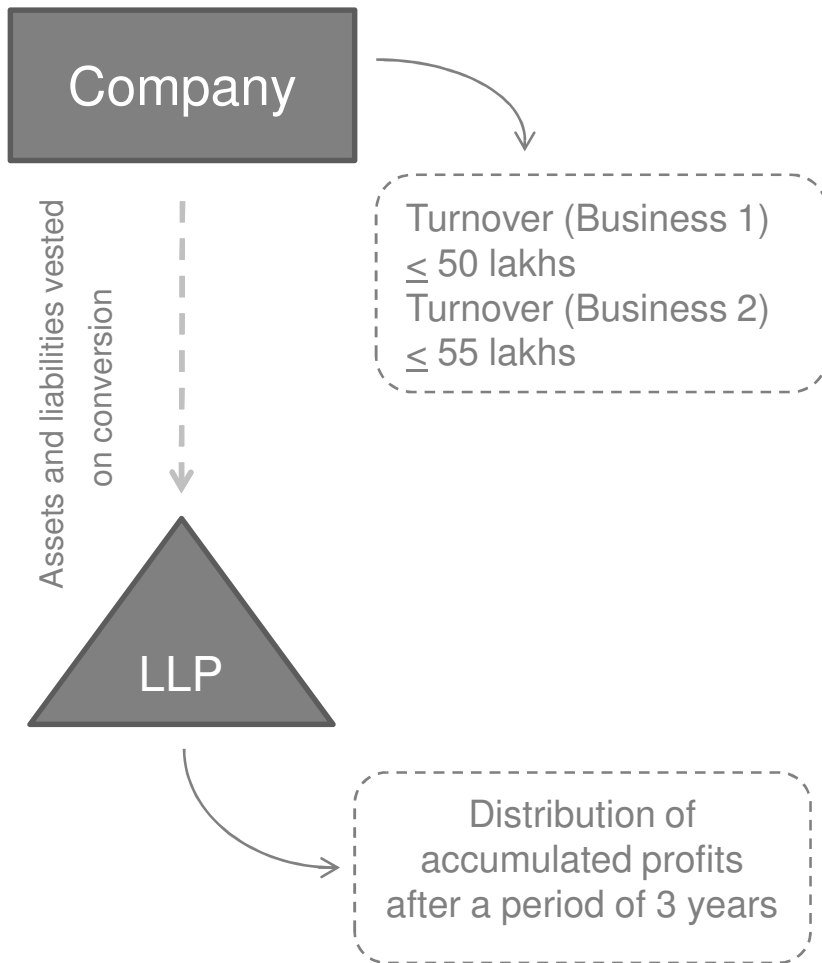 Company
Turnover (Business 1)
≤ 50 lakhs
Turnover (Business 2)
≤ 55 lakhs
Assets and liabilities vested
on conversion
LLP
Distribution of
accumulated profits
after a period of 3 years